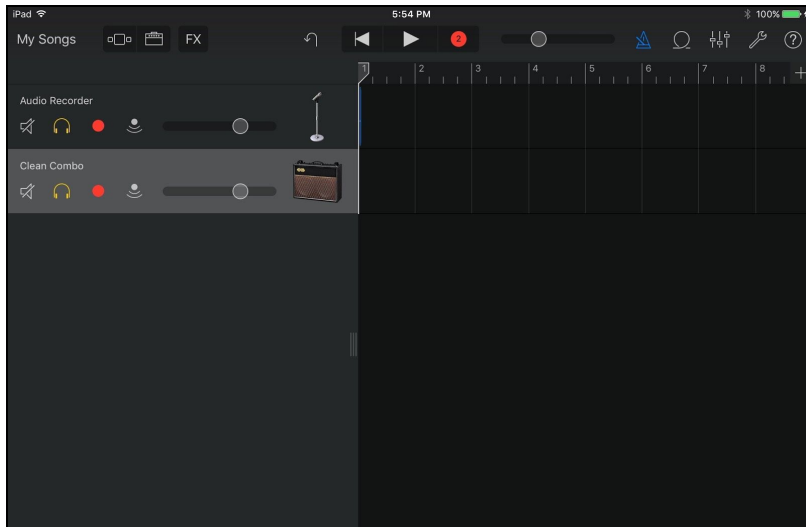 iPad 5:54 PM 100%
My Songs FX 2 ?
1 2 3 4 5 6 7 8 +
Audio Recorder
Clean Combo